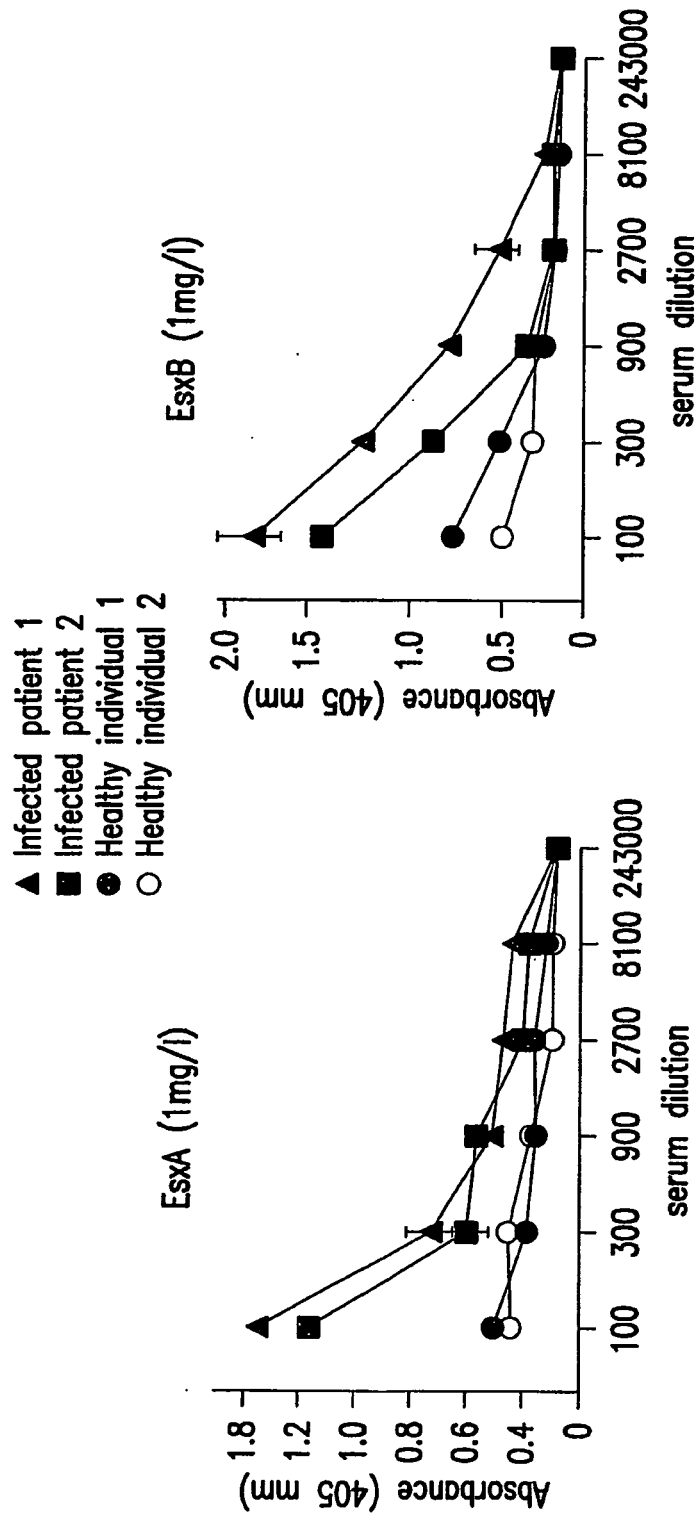 ▲ Infected patient 1
■ Infected patient 2
● Healthy individual 1
○ Healthy individual 2
EsxA (1mg/l)
Absorbance (405 mm)
1.8
1.2
1.0
0.8
0.6
0.4
0
100
300
900
2700
8100
243000
serum dilution
EsxB (1mg/l)
Absorbance (405 mm)
2.0
1.5
1.0
0.5
0
100
300
900
2700
8100
243000
serum dilution